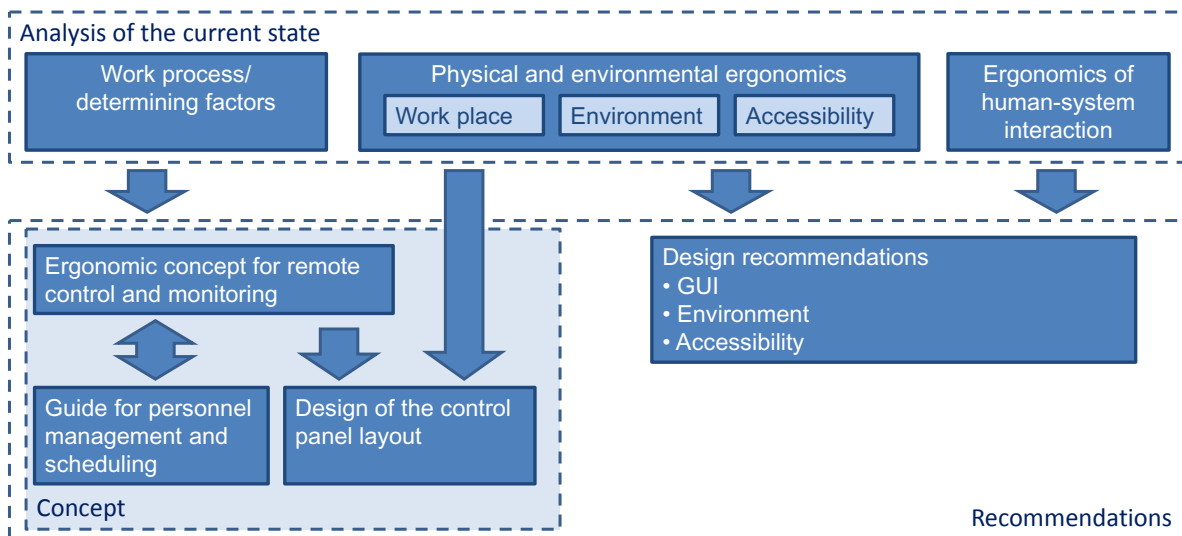 Analysis of the current state
Work process/
determining factors
Physical and environmental ergonomics
Work place
Environment
Accessibility
Ergonomics of
human-system
interaction
Ergonomic concept for remote
control and monitoring
Guide for personnel
management and
scheduling
Design of the control
panel layout
Concept
Design recommendations
• GUI
• Environment
• Accessibility
Recommendations